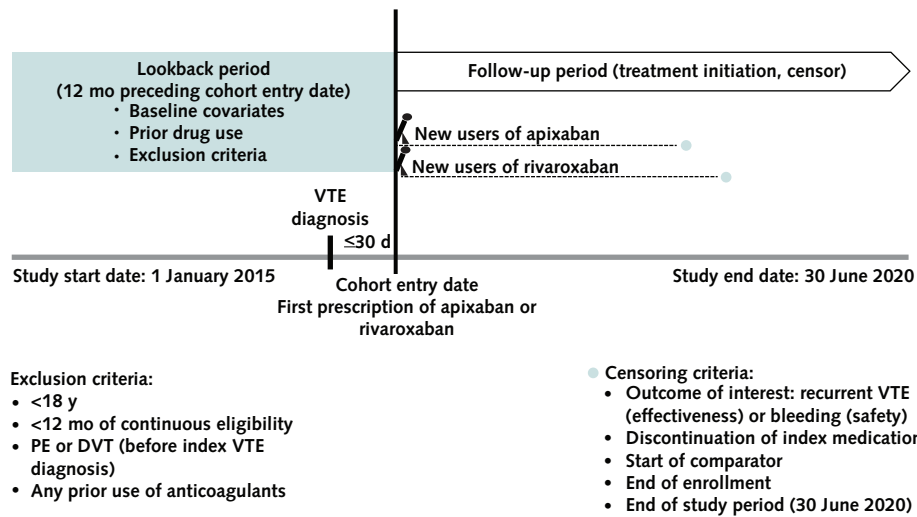 Lookback period
(12 mo preceding cohort entry date)
• Baseline covariates
• Prior drug use
• Exclusion criteria
Follow-up period (treatment initiation, censor)
New users of apixaban
New users of rivaroxaban
VTE
diagnosis
≤30 d
Study start date: 1 January 2015
Study end date: 30 June 2020
Cohort entry date
First prescription of apixaban or
rivaroxaban
Exclusion criteria:
• <18 y
• <12 mo of continuous eligibility
• PE or DVT (before index VTE
diagnosis)
• Any prior use of anticoagulants
Censoring criteria:
• Outcome of interest: recurrent VTE
(effectiveness) or bleeding (safety)
• Discontinuation of index medication
• Start of comparator
• End of enrollment
• End of study period (30 June 2020)